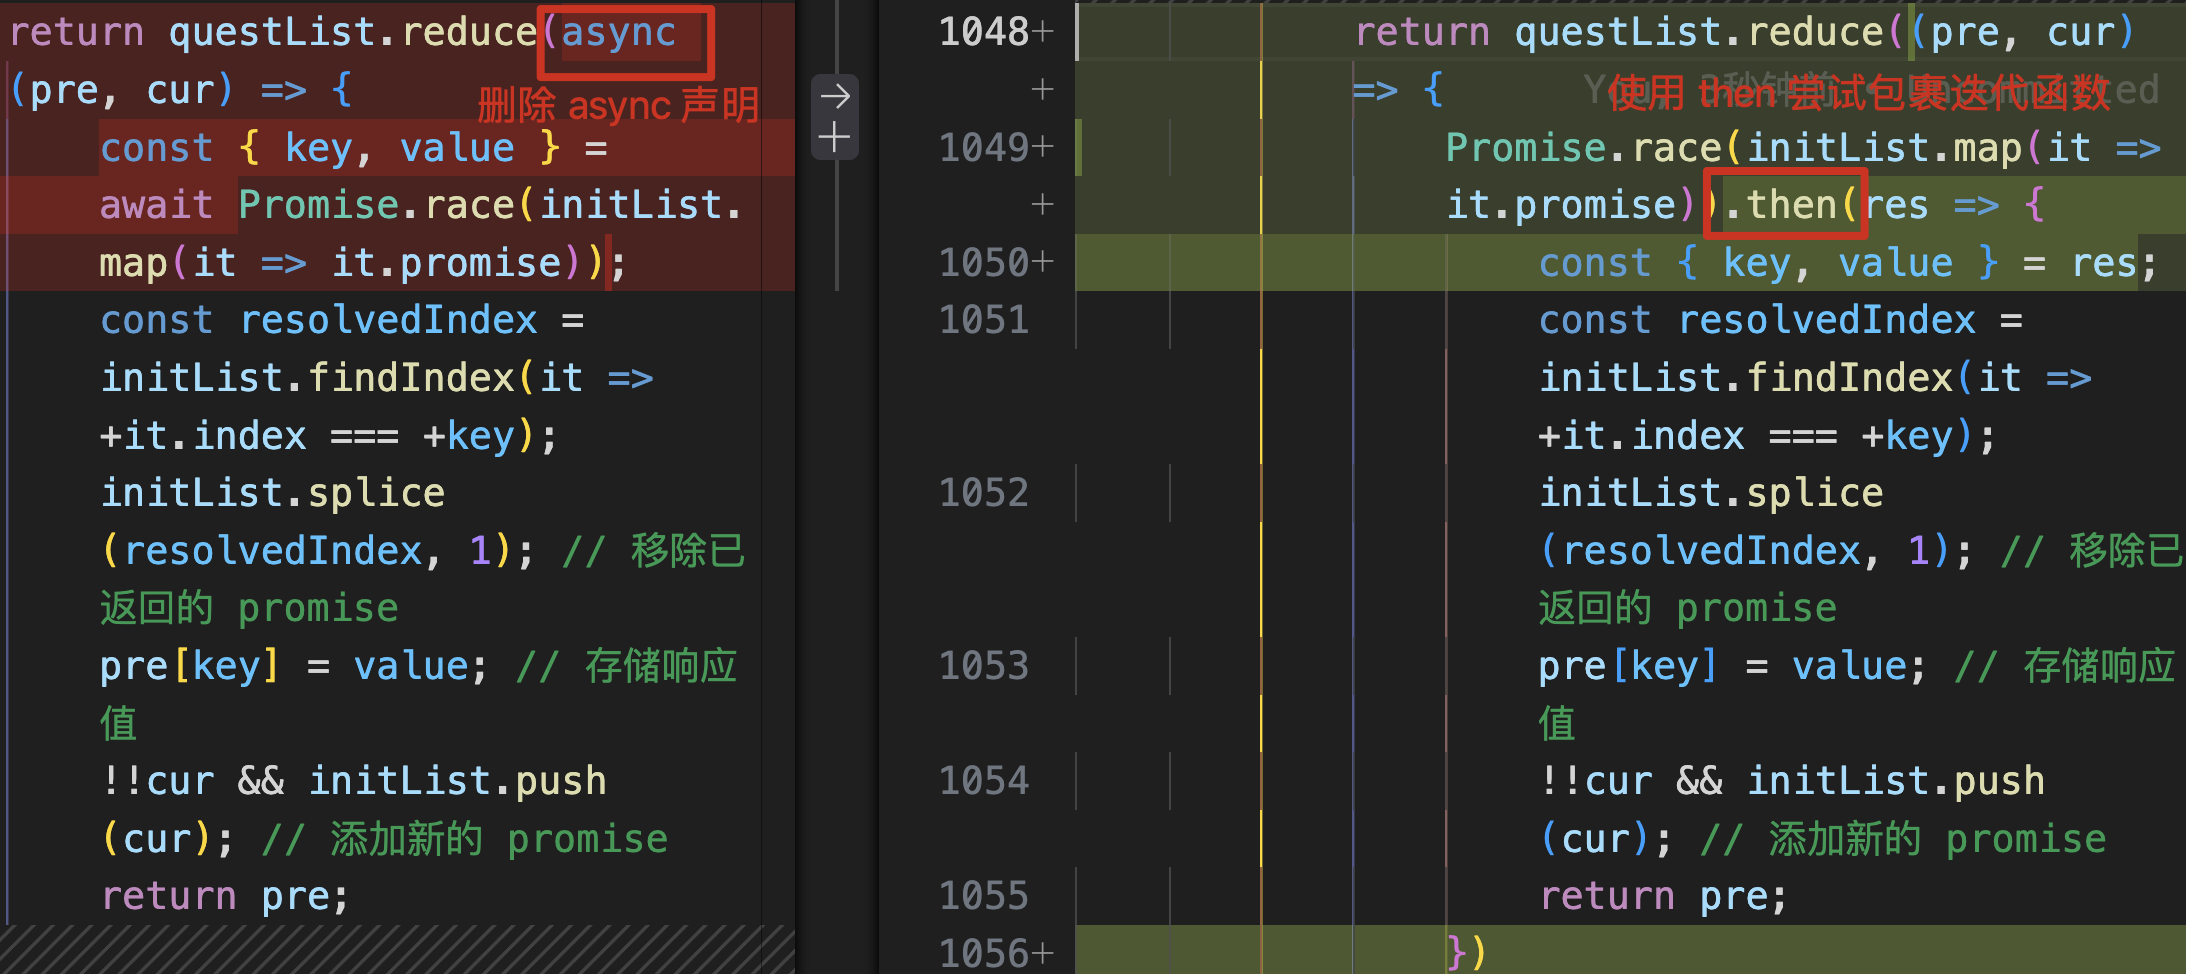 return questList.reduce(async
(pre, cur) => {
删除 async 声明
const { key, value } =
await Promise.race(initList.
map(it => it.promise));
const resolvedIndex =
initList.findIndex(it =>
+it.index === +key);
initList.splice
(resolvedIndex, 1); // 移除已
返回的 promise
pre[key] = value; // 存储响应
值
!!cur && initList.push
(cur); // 添加新的 promise
return pre;
1048+ return questList.reduce((pre, cur)
+ => {
使用 then 尝试包裹迭代函数
1049+ Promise.race(initList.map(it =>
+ it.promise)).then(res => {
1050+ const { key, value } = res;
1051 const resolvedIndex =
initList.findIndex(it =>
+it.index === +key);
1052 initList.splice
(resolvedIndex, 1); // 移除已
返回的 promise
1053 pre[key] = value; // 存储响应
值
1054 !!cur && initList.push
(cur); // 添加新的 promise
1055 return pre;
1056+ })